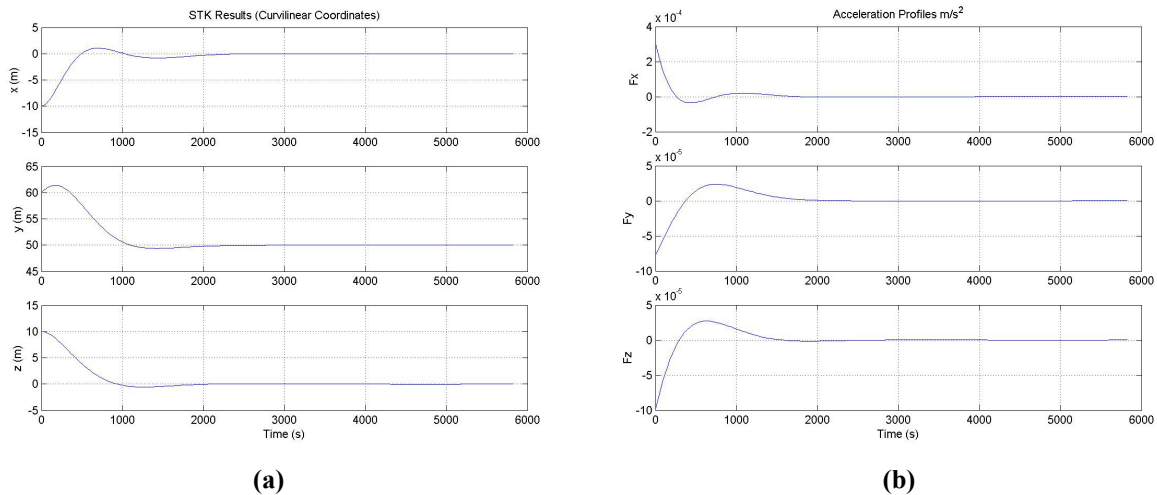 STK Results (Curvilinear Coordinates)
5
0
-5
-10
-15
x (m)
0 1000 2000 3000 4000 5000 6000
65
60
55
50
45
y (m)
0 1000 2000 3000 4000 5000 6000
15
10
5
0
-5
z (m)
0 1000 2000 3000 4000 5000 6000
Time (s)
(a)
Acceleration Profiles m/s²
x 10⁻⁴
4
2
0
-2
Fx
0 1000 2000 3000 4000 5000 6000
x 10⁻⁵
5
0
-5
-10
Fy
0 1000 2000 3000 4000 5000 6000
x 10⁻⁵
5
0
-5
-10
Fz
0 1000 2000 3000 4000 5000 6000
Time (s)
(b)